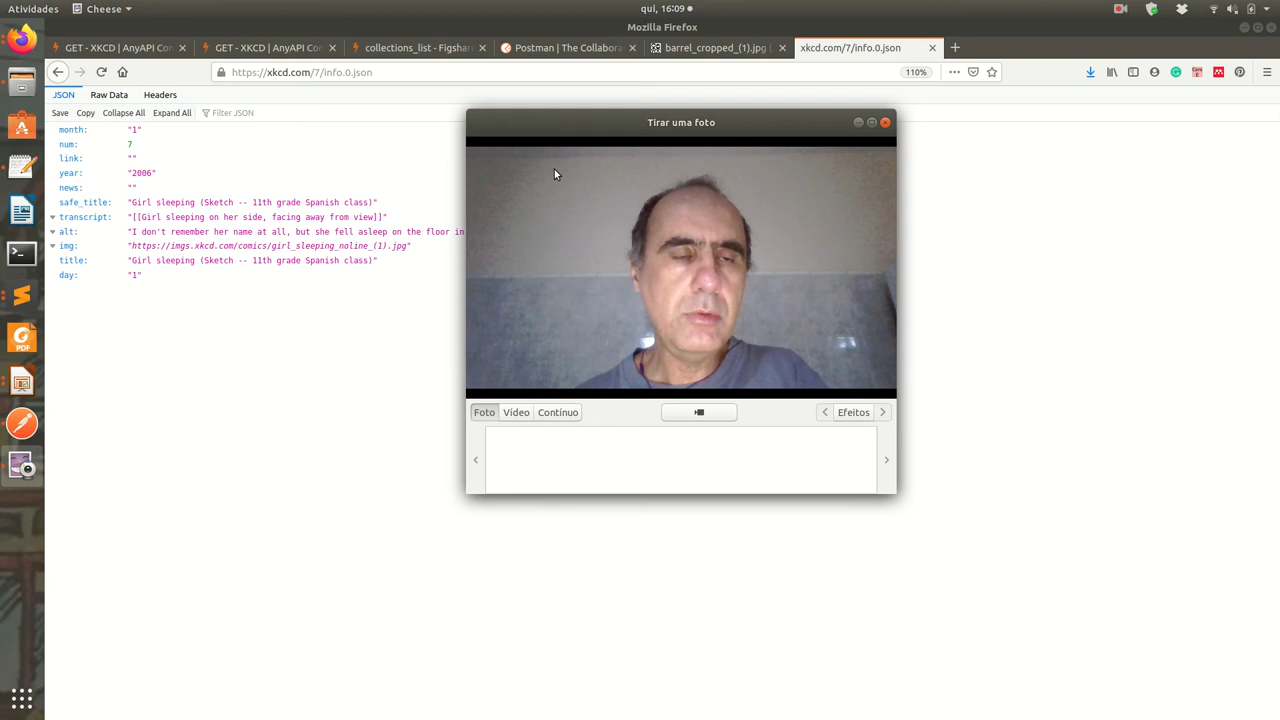 Atividades
Cheese
qui, 16:09
Mozilla Firefox
GET - XKCD | AnyAPI Con
GET - XKCD | AnyAPI Con
collections_list - Figshar
Postman | The Collabora
barrel_cropped_(1).jpg (
xkcd.com/7/info.0.json
https://xkcd.com/7/info.0.json
110%
JSON
Raw Data
Headers
Save
Copy
Collapse All
Expand All
Filter JSON
month: "1"
num: 7
link: ""
year: "2006"
news: ""
safe_title: "Girl sleeping (Sketch -- 11th grade Spanish class)"
transcript: "[[Girl sleeping on her side, facing away from view]]"
alt: "I don't remember her name at all, but she fell asleep on the floor in
img: "https://imgs.xkcd.com/comics/girl_sleeping_noline_(1).jpg"
title: "Girl sleeping (Sketch -- 11th grade Spanish class)"
day: "1"
Tirar uma foto
Foto
Vídeo
Contínuo
Efeitos
PDF